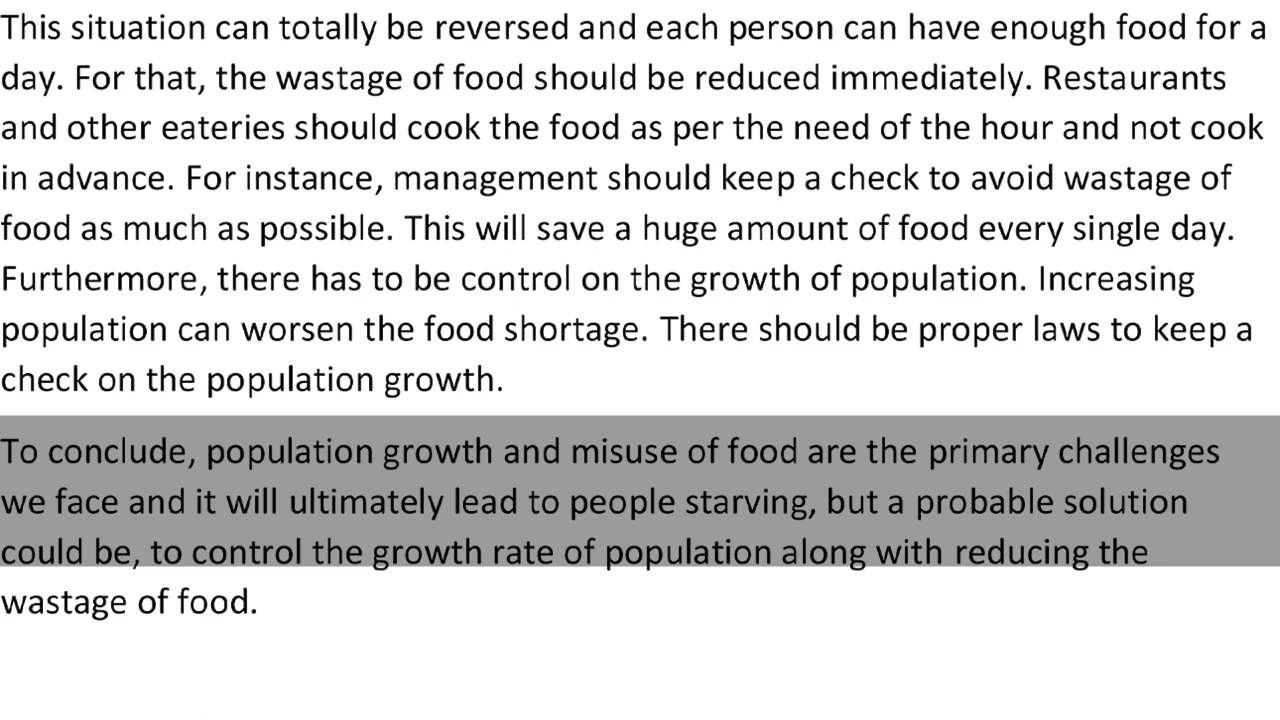 This situation can totally be reversed and each person can have enough food for a
day. For that, the wastage of food should be reduced immediately. Restaurants
and other eateries should cook the food as per the need of the hour and not cook
in advance. For instance, management should keep a check to avoid wastage of
food as much as possible. This will save a huge amount of food every single day.
Furthermore, there has to be control on the growth of population. Increasing
population can worsen the food shortage. There should be proper laws to keep a
check on the population growth.
To conclude, population growth and misuse of food are the primary challenges
we face and it will ultimately lead to people starving, but a probable solution
could be, to control the growth rate of population along with reducing the
wastage of food.